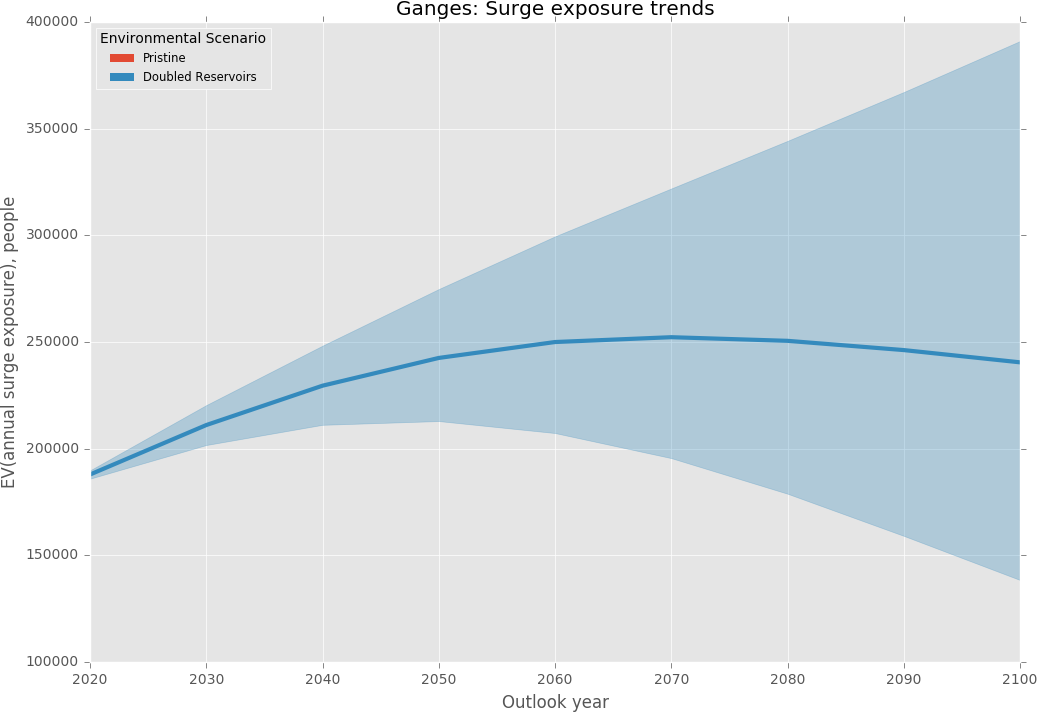 Ganges: Surge exposure trends
Environmental Scenario
Pristine
Doubled Reservoirs
EV(annual surge exposure), people
400000
350000
300000
250000
200000
150000
100000
2020 2030 2040 2050 2060 2070 2080 2090 2100
Outlook year